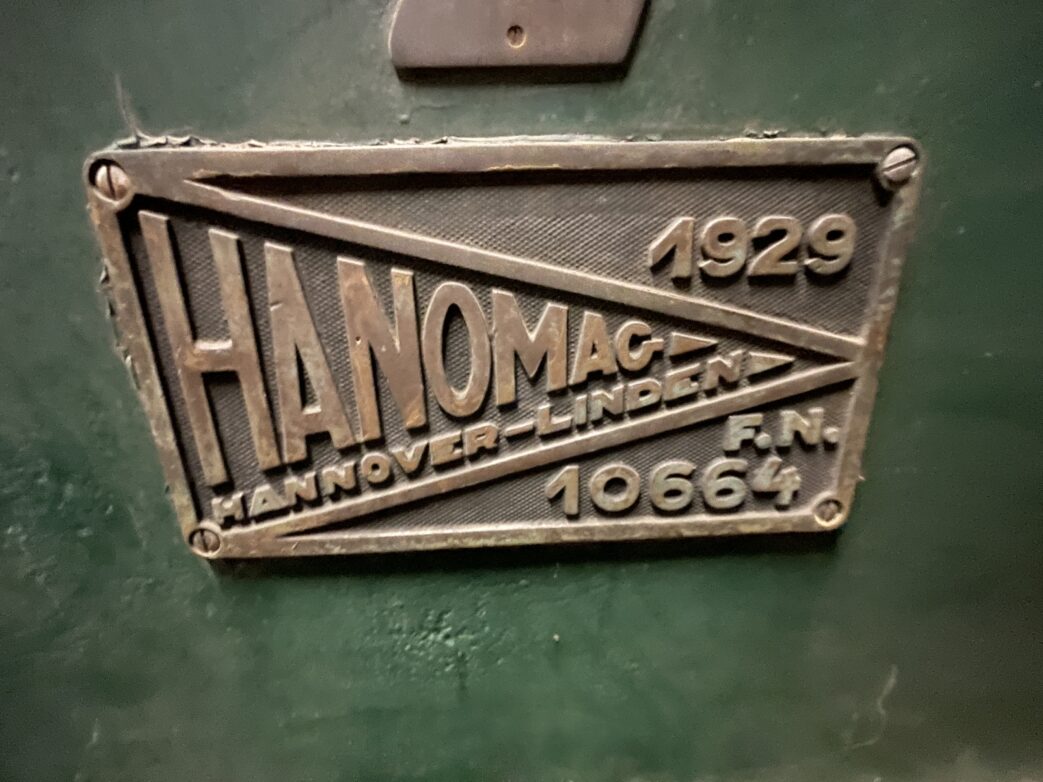 1929
HANOMAG
HANNOVER-LINDEN
F.N.
10664